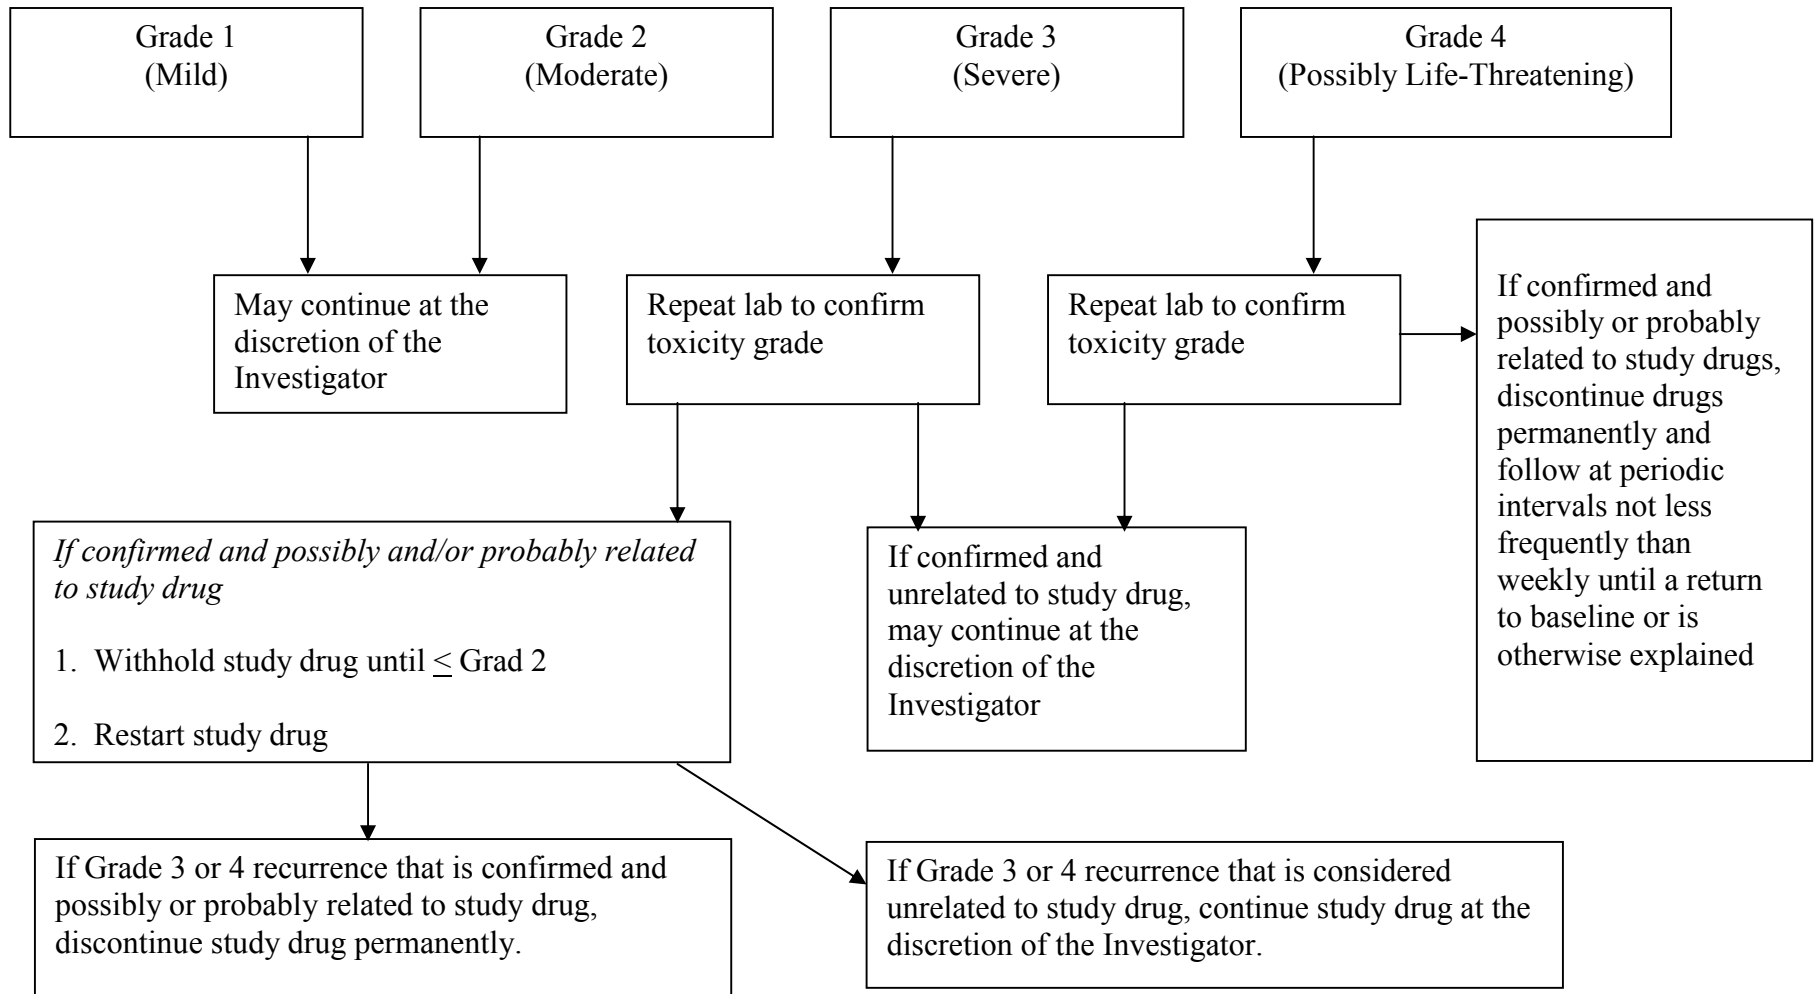 Grade 1
(Mild)
Grade 2
(Moderate)
Grade 3
(Severe)
Grade 4
(Possibly Life-Threatening)
May continue at the
discretion of the
Investigator
Repeat lab to confirm
toxicity grade
Repeat lab to confirm
toxicity grade
If confirmed and
possibly or probably
related to study drugs,
discontinue drugs
permanently and
follow at periodic
intervals not less
frequently than
weekly until a return
to baseline or is
otherwise explained
If confirmed and possibly and/or probably related
to study drug
1. Withhold study drug until ≤ Grad 2
2. Restart study drug
If confirmed and
unrelated to study drug,
may continue at the
discretion of the
Investigator
If Grade 3 or 4 recurrence that is confirmed and
possibly or probably related to study drug,
discontinue study drug permanently.
If Grade 3 or 4 recurrence that is considered
unrelated to study drug, continue study drug at the
discretion of the Investigator.